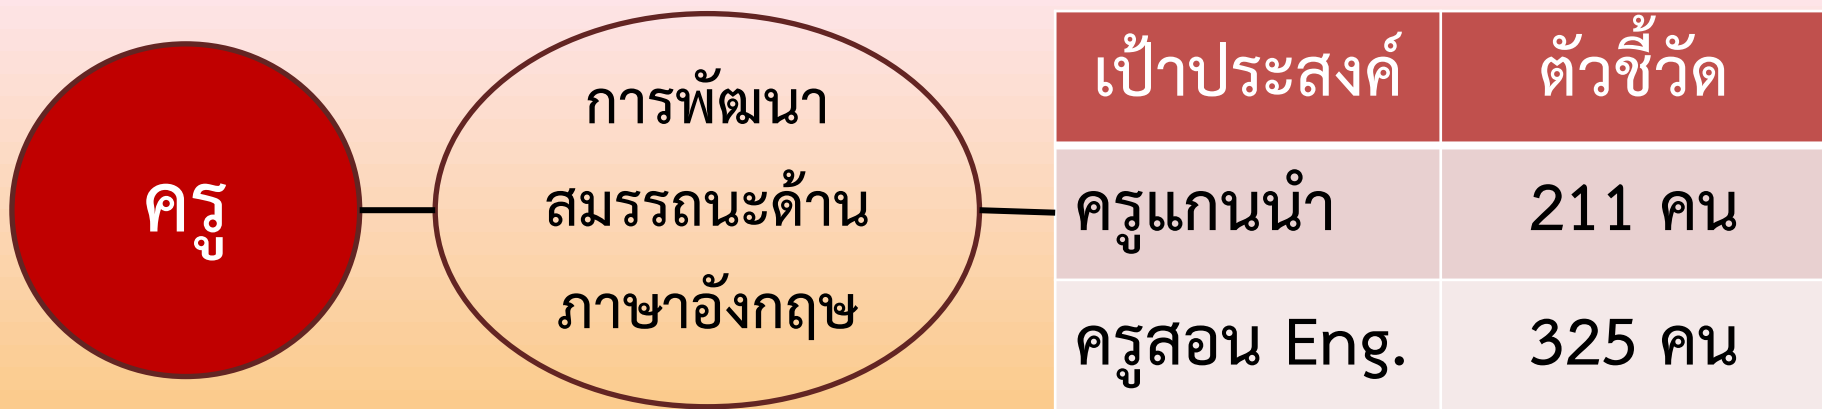 ครู
การพัฒนา
สมรรถนะด้าน
ภาษาอังกฤษ
เป้าประสงค์ ตัวชี้วัด
ครูแกนนำ 211 คน
ครูสอน Eng. 325 คน